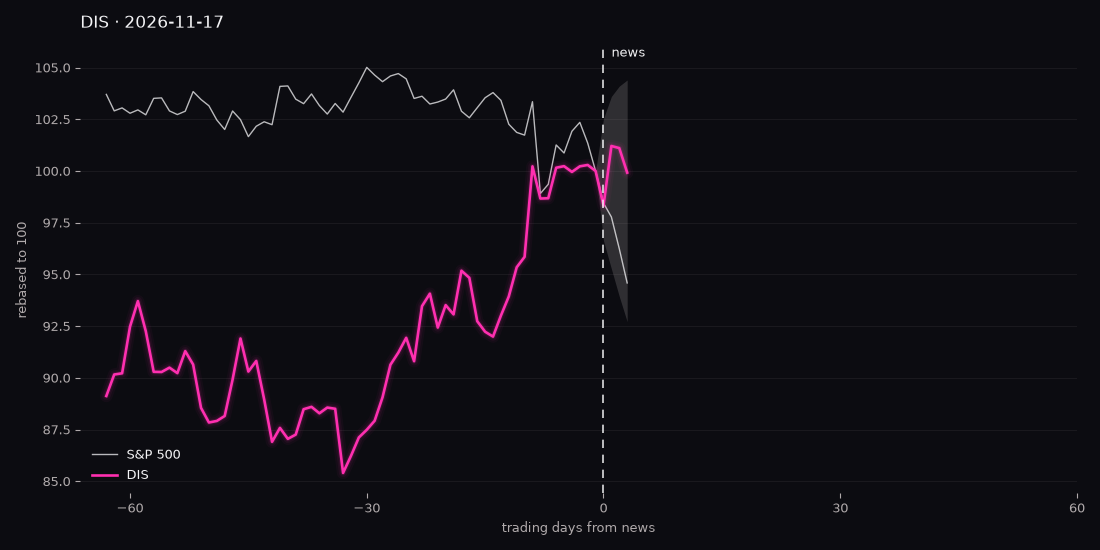 DIS · 2026-11-17
news
105.0
102.5
100.0
97.5
95.0
92.5
90.0
87.5
85.0
rebased to 100
S&P 500
DIS
−60
−30
0
30
60
trading days from news